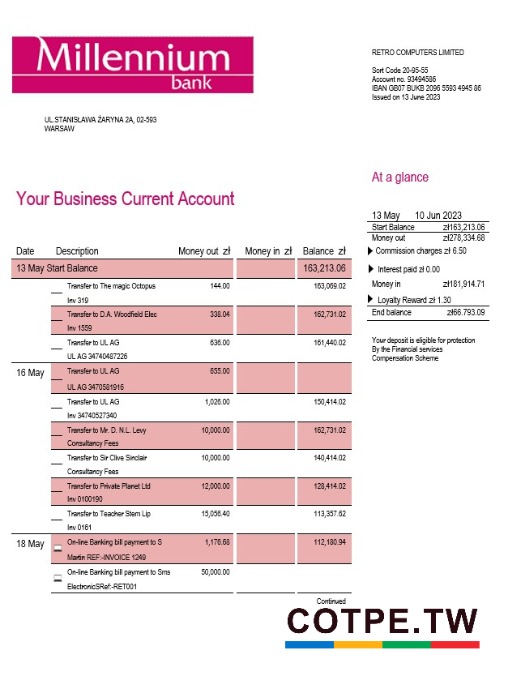 Millennium
bank
RETRO COMPUTERS LIMITED
Sort Code 20-95-55
Account no. 93494586
IBAN GB07 BUKB 2096 5593 4945 86
Issued on 13 June 2023
UL.STANISŁAWA ŻARYNA 2A, 02-593
WARSAW
At a glance
Your Business Current Account
13 May 10 Jun 2023
Start Balance zł163,213.06
Money out zł278,334.68
Commission charges zł 6.50
Interest paid zł 0.00
Money in zł181,914.71
Loyalty Reward zł 1.30
End balance zł66.793.09
Your deposit is eligible for protection
By the Financial services
Compensation Scheme
Date Description Money out zł Money in zł Balance zł
13 May Start Balance 163,213.06
Transfer to The magic Octopus 144.00 163,069.02
Inv 319
Transfer to D.A. Woodfield Elec 338.04 162,731.02
Inv 1559
Transfer to UL AG 636.00 161,440.02
UL AG 34740487226
16 May Transfer to UL AG 655.00
UL AG 3470581916
Transfer to UL AG 1,026.00 150,414.02
Inv 34740527340
Transfer to Mr. D. N.L. Levy 10,000.00 162,731.02
Consultancy Fees
Transfer to Sir Clive Sinclair 10,000.00 140,414.02
Consultancy Fees
Transfer to Private Planet Ltd 12,000.00 128,414.02
Inv 0100190
Transfer to Teacher Stem Lip 15,056.40 113,357.62
Inv 0161
18 May On-line Banking bill payment to S 1,176.68 112,180.94
Martin REF:-INVOICE 1249
On-line Banking bill payment to Sms 50,000.00
ElectronicSRef:-RET001
Continued
COTPE.TW